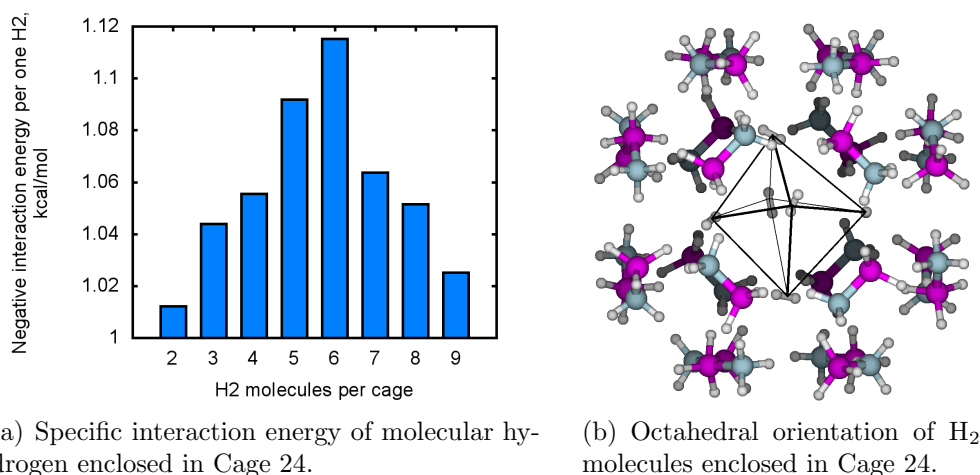 Negative interaction energy per one H2,
kcal/mol
1.12
1.1
1.08
1.06
1.04
1.02
1
2 3 4 5 6 7 8 9
H2 molecules per cage
a) Specific interaction energy of molecular hy-
drogen enclosed in Cage 24.
(b) Octahedral orientation of H2
molecules enclosed in Cage 24.